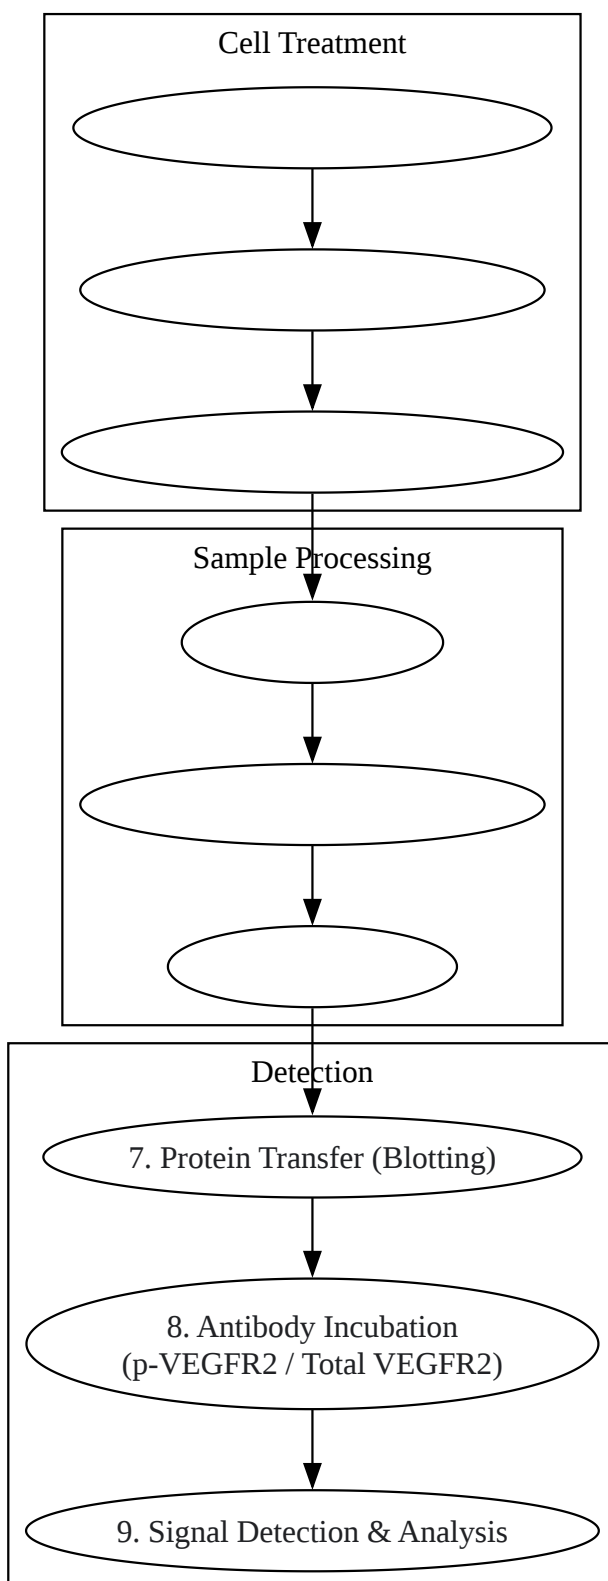 Cell Treatment
Sample Processing
Detection
7. Protein Transfer (Blotting)
8. Antibody Incubation
(p-VEGFR2 / Total VEGFR2)
9. Signal Detection & Analysis